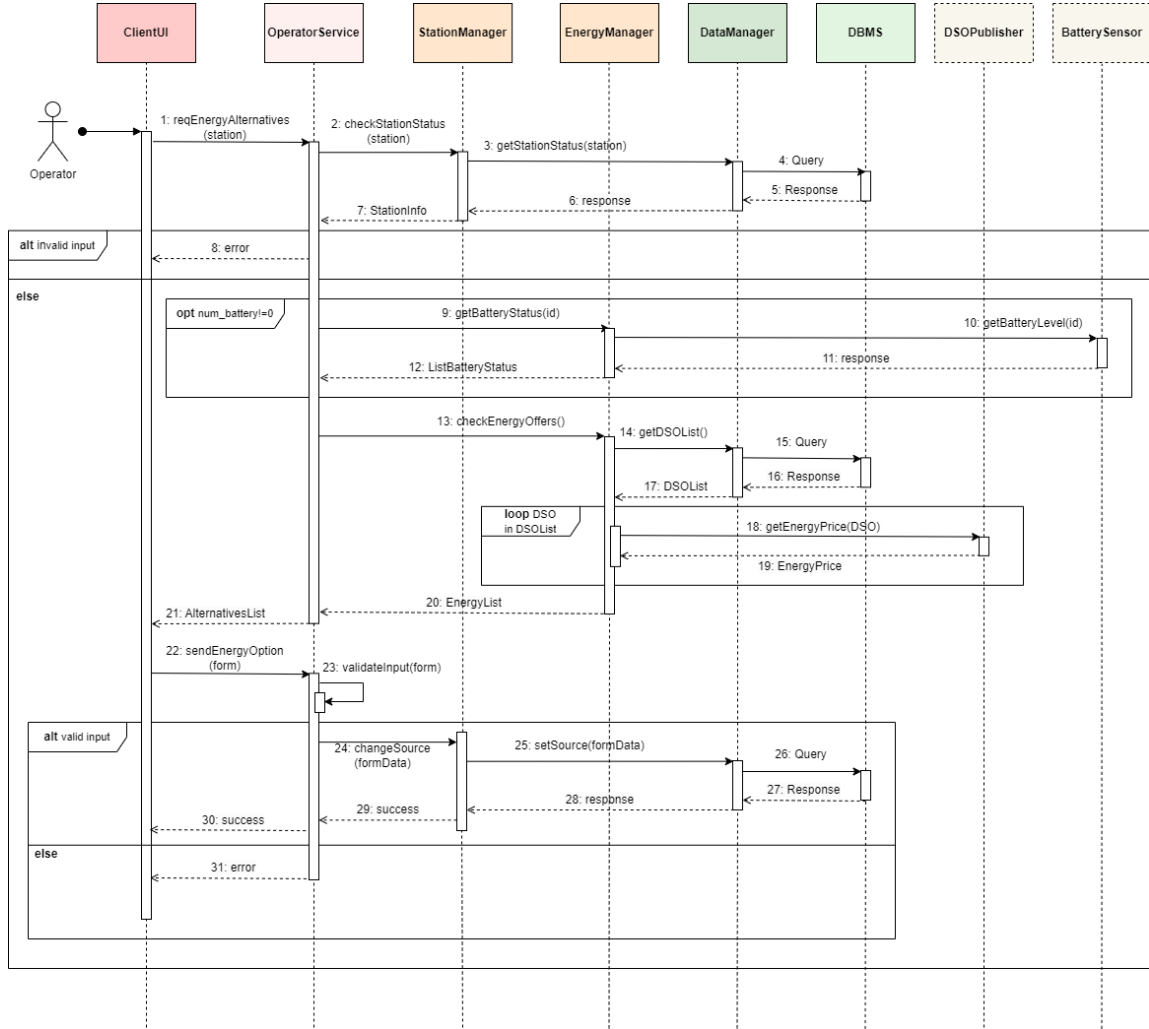 ClientUI
OperatorService
StationManager
EnergyManager
DataManager
DBMS
DSOPublisher
BatterySensor
Operator
1: reqEnergyAlternatives
(station)
2: checkStationStatus
(station)
3: getStationStatus(station)
4: Query
5: Response
6: response
7: StationInfo
alt invalid input
8: error
else
opt num_battery!=0
9: getBatteryStatus(id)
10: getBatteryLevel(id)
11: response
12: ListBatteryStatus
13: checkEnergyOffers()
14: getDSOList()
15: Query
16: Response
17: DSOList
loop DSO
in DSOList
18: getEnergyPrice(DSO)
19: EnergyPrice
20: EnergyList
21: AlternativesList
22: sendEnergyOption
(form)
23: validateInput(form)
alt valid input
24: changeSource
(formData)
25: setSource(formData)
26: Query
27: Response
28: response
29: success
30: success
else
31: error